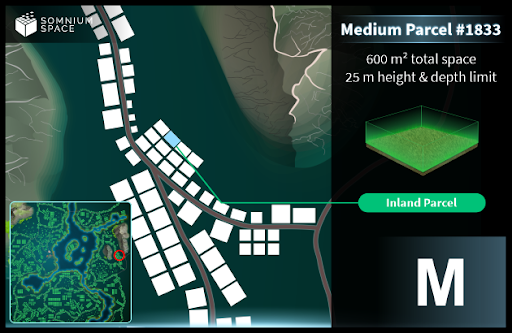 SOMNIUM
SPACE
Medium Parcel #1833
600 m² total space
25 m height & depth limit
Inland Parcel
M